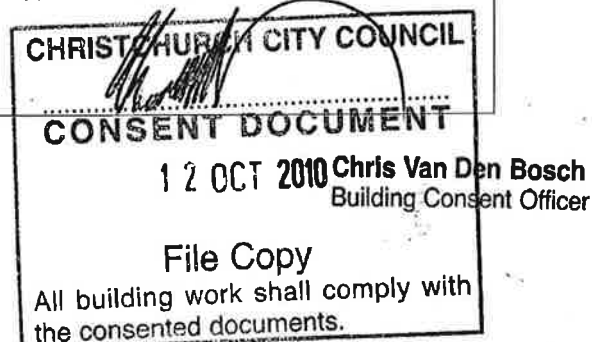 CHRISTCHURCH CITY COUNCIL
CONSENT DOCUMENT
12 OCT 2010 Chris Van Den Bosch
Building Consent Officer
File Copy
All building work shall comply with
the consented documents.